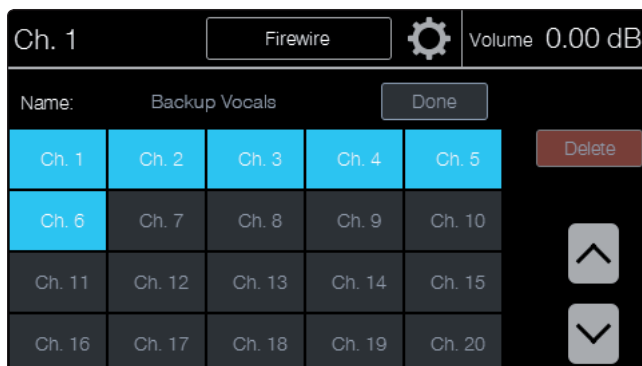 Ch. 1 Firewire Volume 0.00 dB
Name: Backup Vocals Done
Ch. 1 Ch. 2 Ch. 3 Ch. 4 Ch. 5 Delete
Ch. 6 Ch. 7 Ch. 8 Ch. 9 Ch. 10
Ch. 11 Ch. 12 Ch. 13 Ch. 14 Ch. 15
Ch. 16 Ch. 17 Ch. 18 Ch. 19 Ch. 20